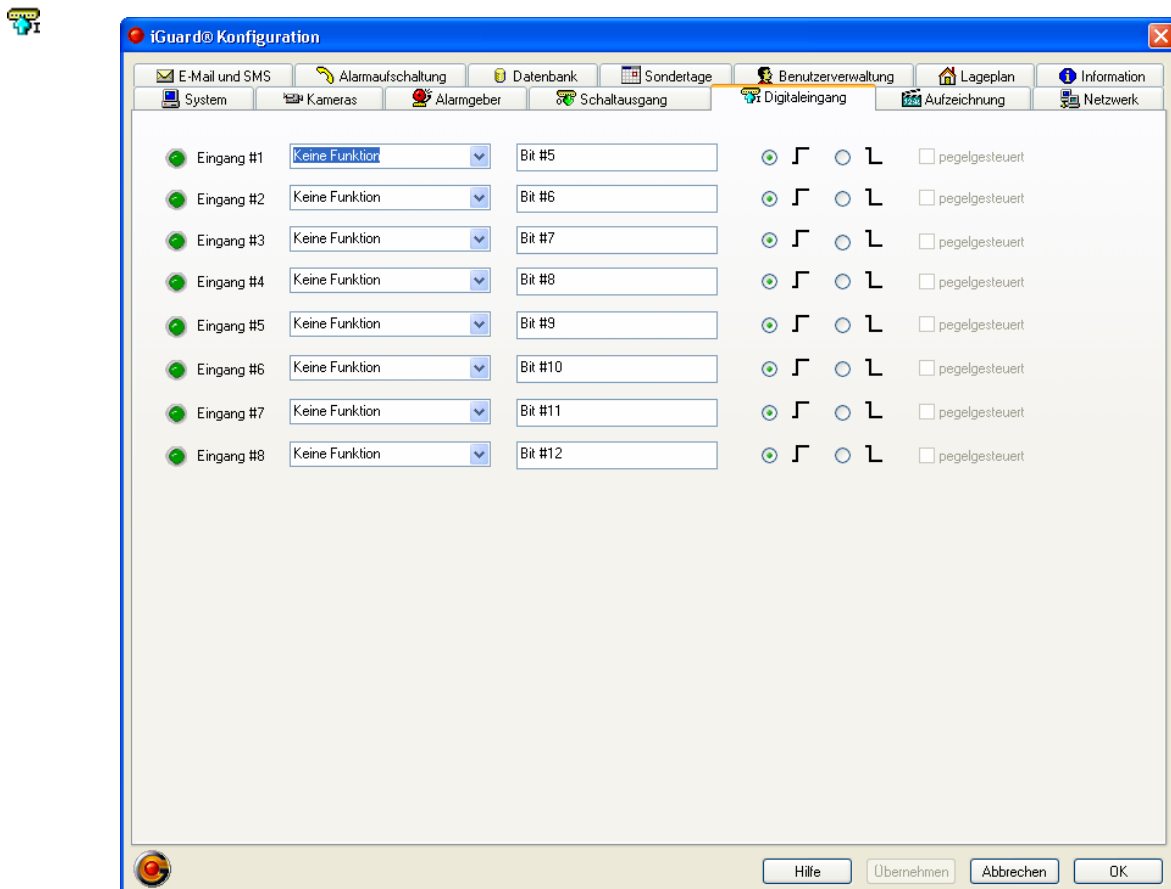 iGuard® Konfiguration
E-Mail und SMS Alarmaufschaltung Datenbank Sondertage Benutzerverwaltung Lageplan Information
System Kameras Alarmgeber Schaltausgang Digitaleingang Aufzeichnung Netzwerk
Eingang #1 Keine Funktion Bit #5 pegelgesteuert
Eingang #2 Keine Funktion Bit #6 pegelgesteuert
Eingang #3 Keine Funktion Bit #7 pegelgesteuert
Eingang #4 Keine Funktion Bit #8 pegelgesteuert
Eingang #5 Keine Funktion Bit #9 pegelgesteuert
Eingang #6 Keine Funktion Bit #10 pegelgesteuert
Eingang #7 Keine Funktion Bit #11 pegelgesteuert
Eingang #8 Keine Funktion Bit #12 pegelgesteuert
Hilfe Übernehmen Abbrechen OK